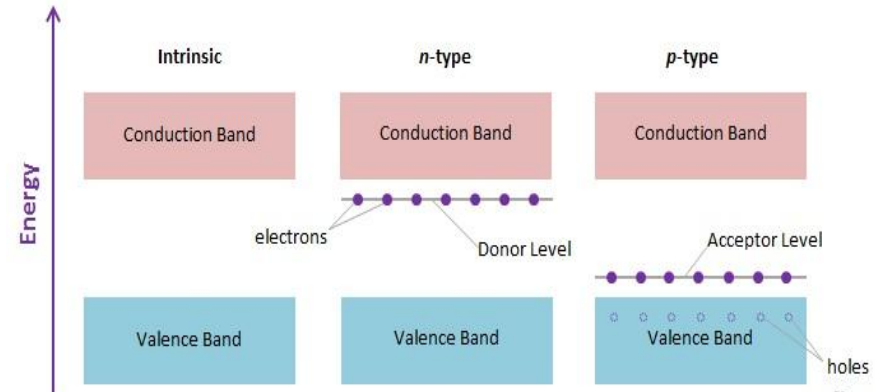 Intrinsic
n-type
p-type
Conduction Band
Conduction Band
Conduction Band
Energy
electrons
Donor Level
Acceptor Level
Valence Band
Valence Band
Valence Band
holes